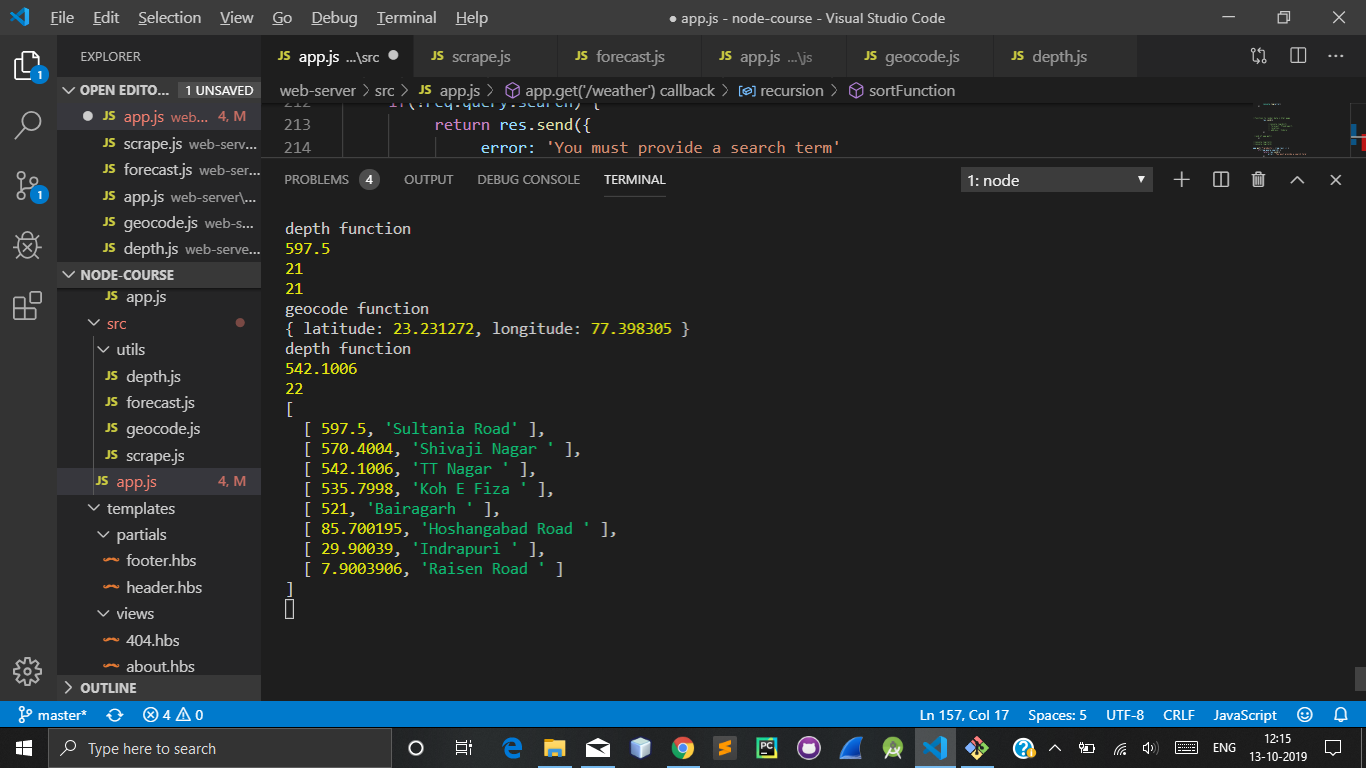 File Edit Selection View Go Debug Terminal Help
● app.js - node-course - Visual Studio Code
EXPLORER
JS app.js ...\src ●
JS scrape.js
JS forecast.js
JS app.js ...\js
JS geocode.js
JS depth.js
1
OPEN EDITO... 1 UNSAVED
● JS app.js web... 4, M
JS scrape.js web-serv...
JS forecast.js web-ser...
JS app.js web-server\...
JS geocode.js web-s...
JS depth.js web-serve...
1
NODE-COURSE
JS app.js
src
utils
JS depth.js
JS forecast.js
JS geocode.js
JS scrape.js
JS app.js 4, M
templates
partials
footer.hbs
header.hbs
views
404.hbs
about.hbs
OUTLINE
web-server > src > JS app.js > app.get('/weather') callback > recursion > sortFunction
212 if(!req.query.search) {
213 return res.send({
214 error: 'You must provide a search term'
PROBLEMS 4 OUTPUT DEBUG CONSOLE TERMINAL
1: node
depth function
597.5
21
21
geocode function
{ latitude: 23.231272, longitude: 77.398305 }
depth function
542.1006
22
[
[ 597.5, 'Sultania Road' ],
[ 570.4004, 'Shivaji Nagar ' ],
[ 542.1006, 'TT Nagar ' ],
[ 535.7998, 'Koh E Fiza ' ],
[ 521, 'Bairagarh ' ],
[ 85.700195, 'Hoshangabad Road ' ],
[ 29.90039, 'Indrapuri ' ],
[ 7.9003906, 'Raisen Road ' ]
]
master* 4 0
Ln 157, Col 17 Spaces: 5 UTF-8 CRLF JavaScript
Type here to search
ENG
12:15
13-10-2019